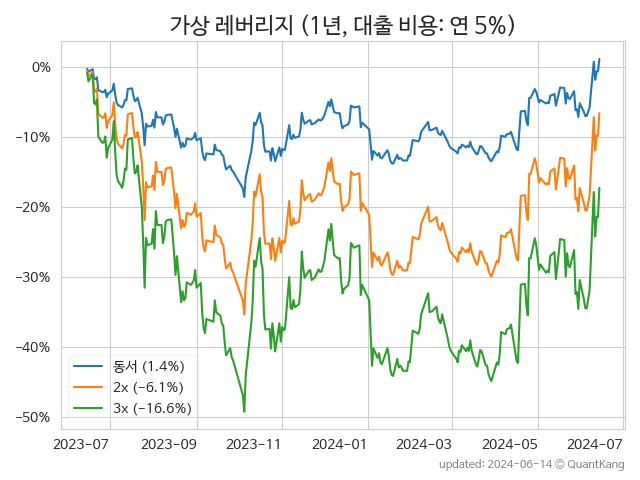 가상 레버리지 (1년, 대출 비용: 연 5%)
0%
−10%
−20%
−30%
−40%
−50%
동서 (1.4%)
2x (−6.1%)
3x (−16.6%)
2023-07
2023-09
2023-11
2024-01
2024-03
2024-05
2024-07
updated: 2024-06-14 © QuantKang